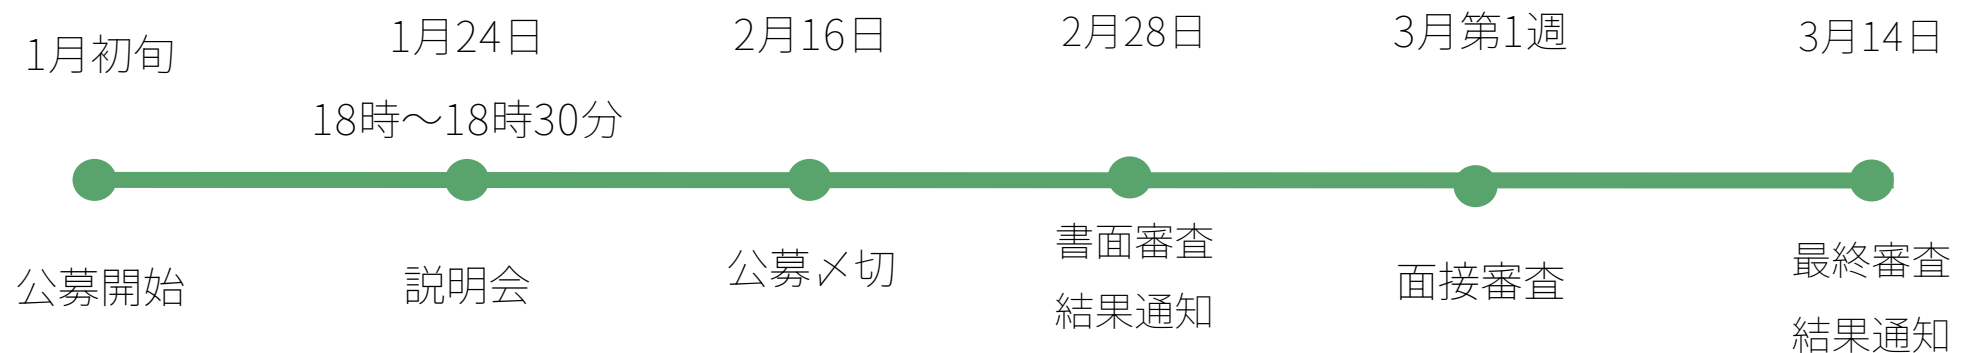 1月初旬
公募開始
1月24日
18時～18時30分
説明会
2月16日
公募〆切
2月28日
書面審査
結果通知
3月第1週
面接審査
3月14日
最終審査
結果通知